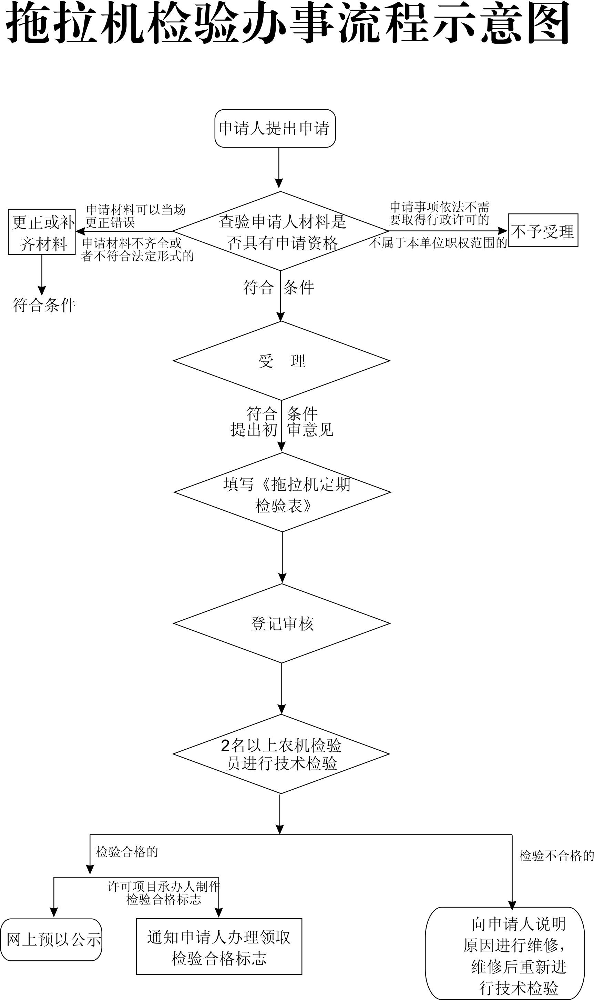 拖拉机检验办事流程示意图
申请人提出申请
申请材料可以当场
更正错误
更正或补
齐材料
申请材料不齐全或
者不符合法定形式的
查验申请人材料是
否具有申请资格
申请事项依法不需
要取得行政许可的
不属于本单位职权范围的
不予受理
符合条件
符合 条件
受 理
符合 条件
提出初 审意见
填写《拖拉机定期
检验表》
登记审核
2名以上农机检验
员进行技术检验
检验合格的
检验不合格的
许可项目承办人制作
检验合格标志
网上预以公示
通知申请人办理领取
检验合格标志
向申请人说明
原因进行维修，
维修后重新进
行技术检验